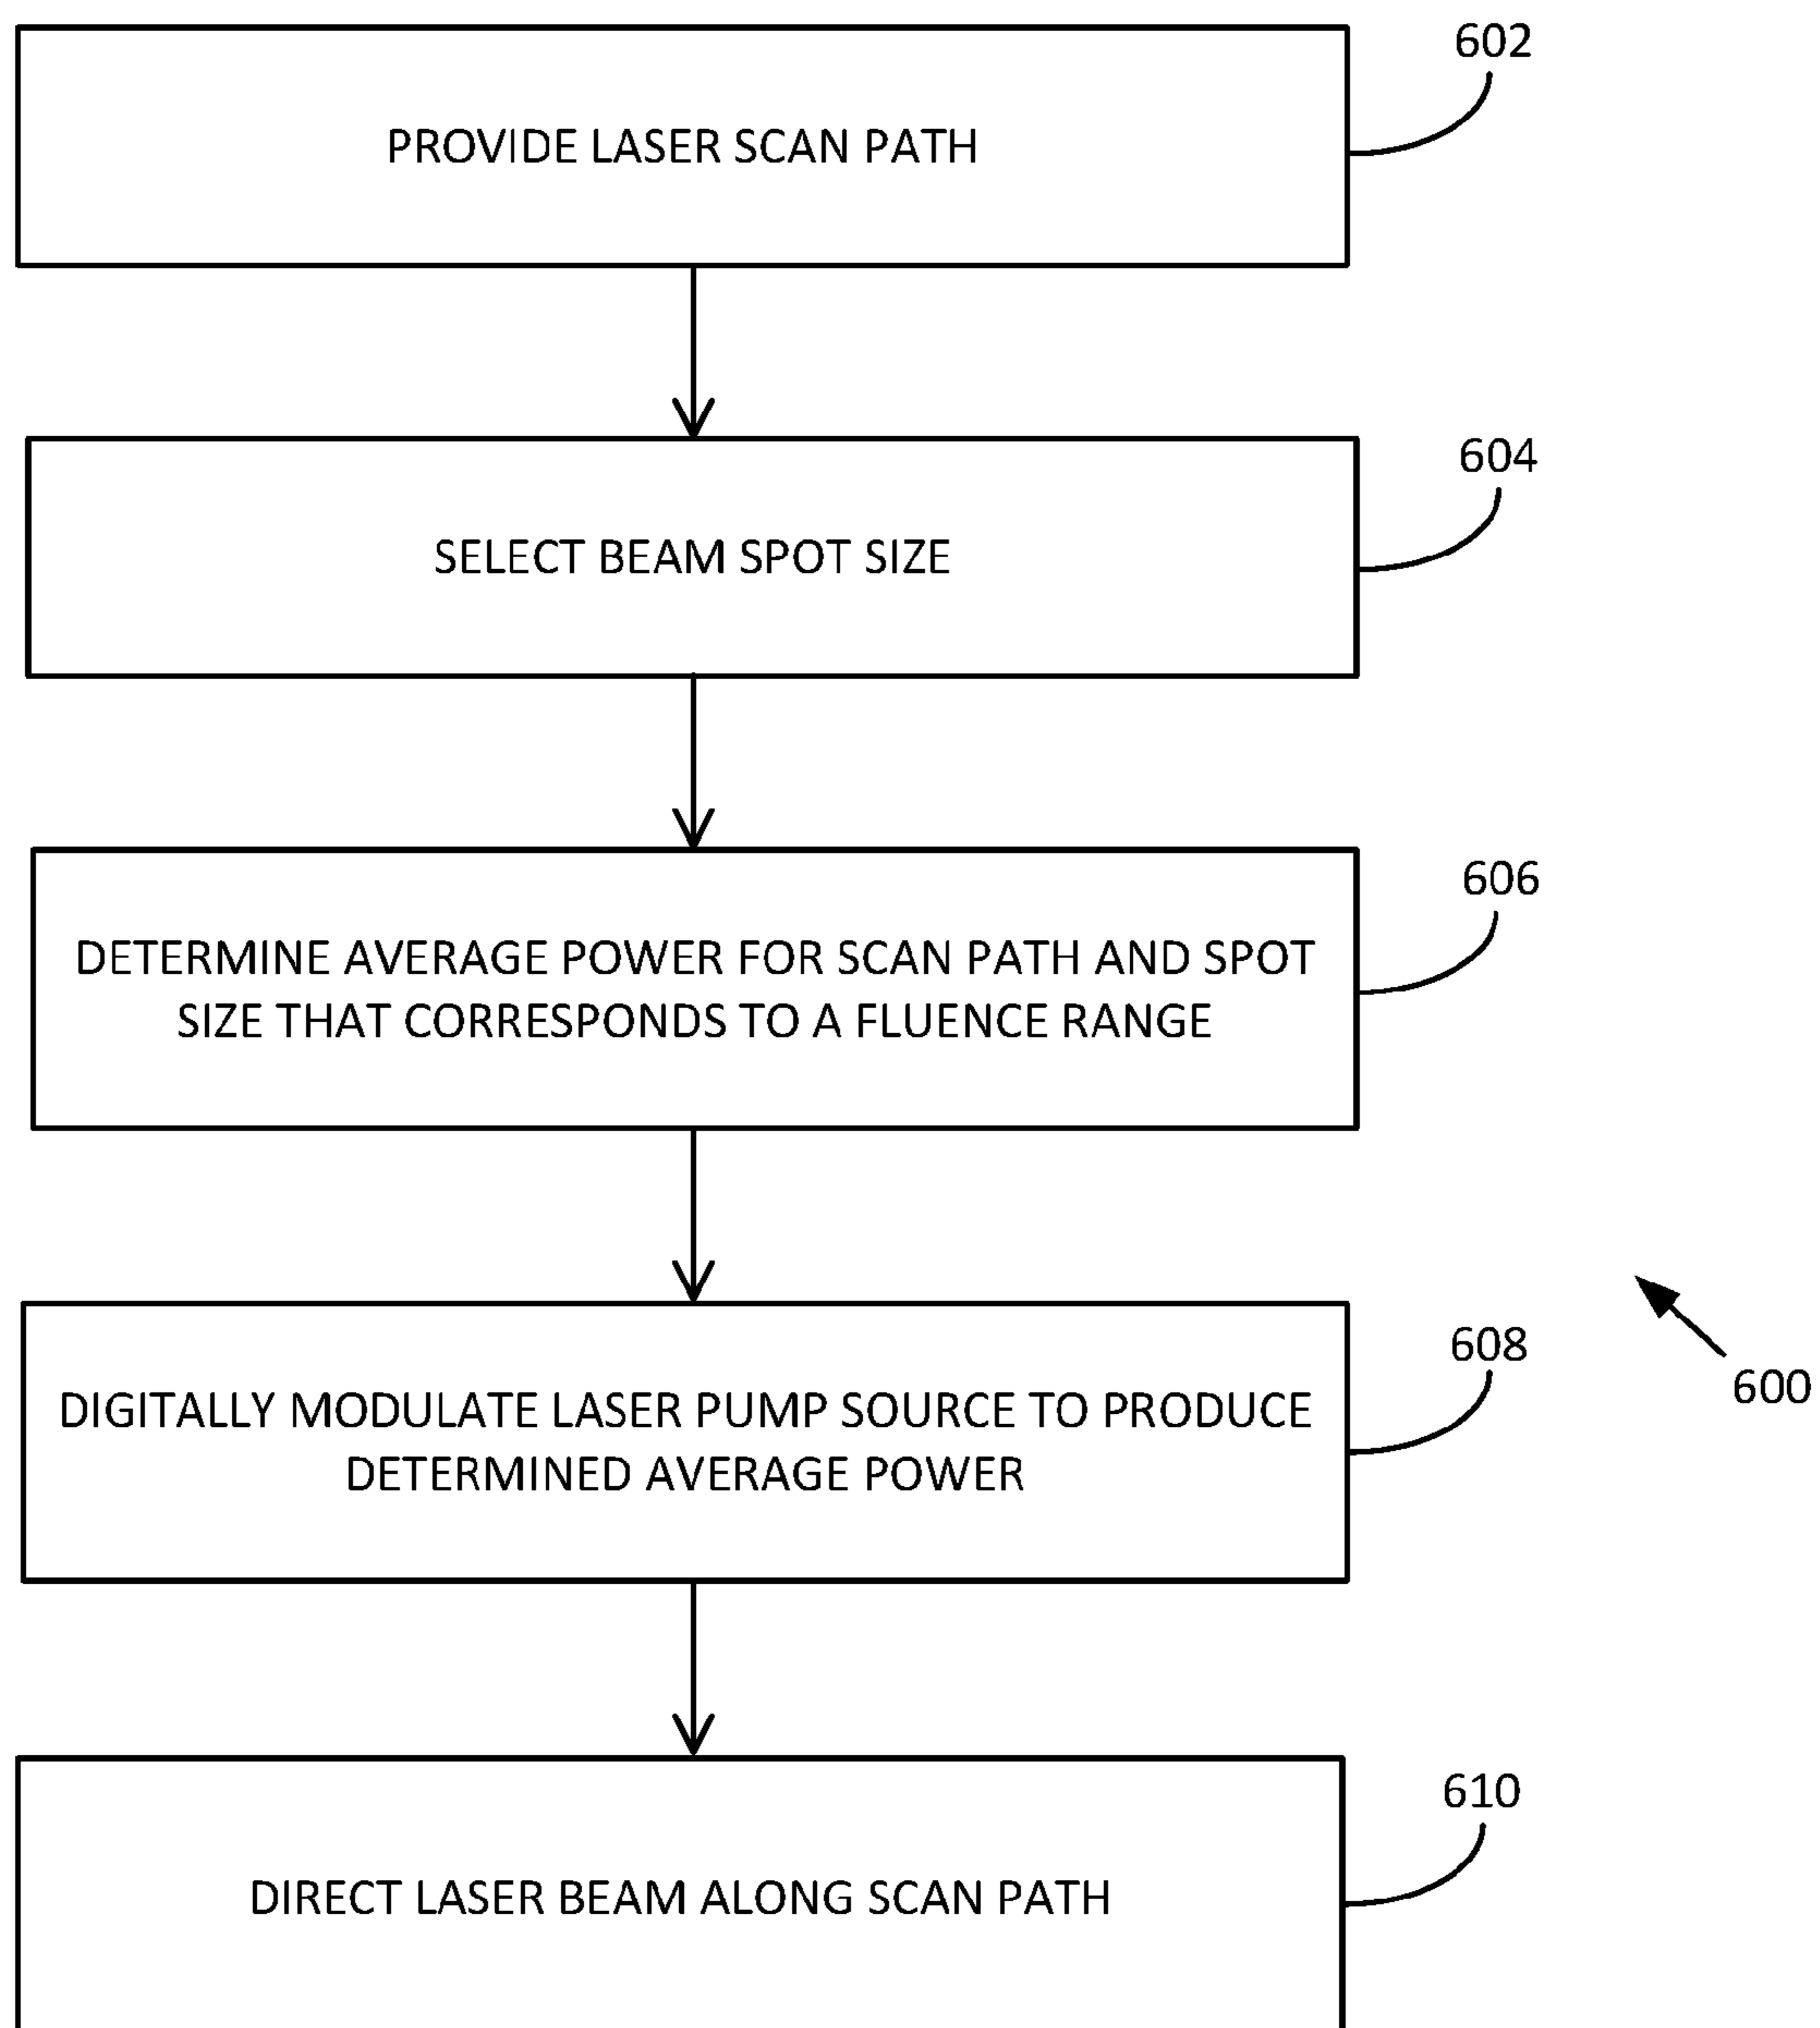 602
PROVIDE LASER SCAN PATH
604
SELECT BEAM SPOT SIZE
606
DETERMINE AVERAGE POWER FOR SCAN PATH AND SPOT
SIZE THAT CORRESPONDS TO A FLUENCE RANGE
608
600
DIGITALLY MODULATE LASER PUMP SOURCE TO PRODUCE
DETERMINED AVERAGE POWER
610
DIRECT LASER BEAM ALONG SCAN PATH